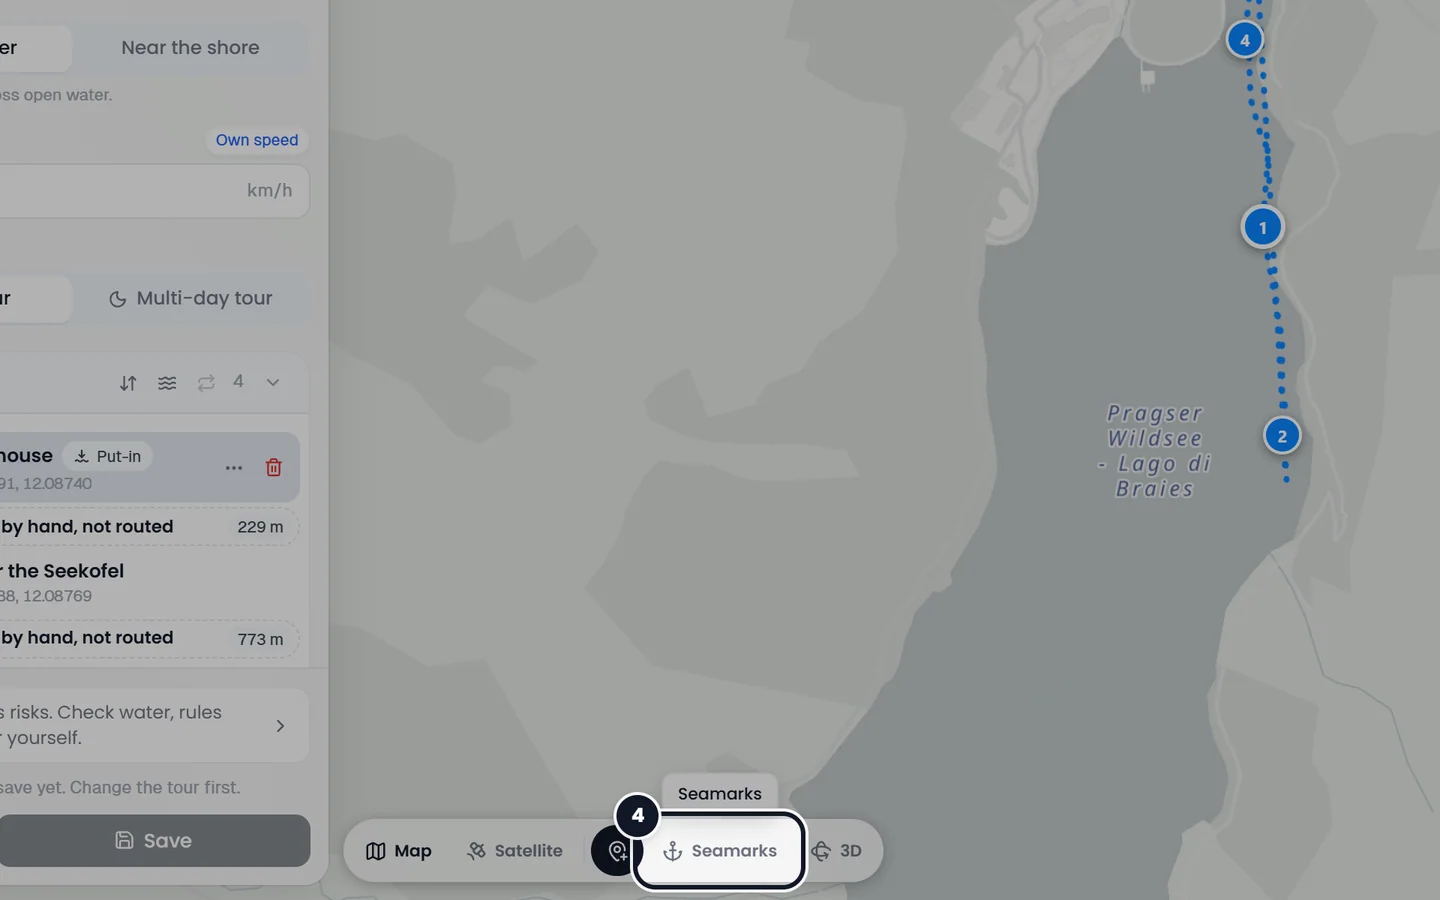 er
Near the shore
oss open water.
Own speed
km/h
ur
Multi-day tour
4
house
Put-in
91, 12.08740
by hand, not routed
229 m
r the Seekofel
38, 12.08769
by hand, not routed
773 m
s risks. Check water, rules
r yourself.
save yet. Change the tour first.
Save
4
1
2
Pragser
Wildsee
- Lago di
Braies
Seamarks
4
Map
Satellite
Seamarks
3D